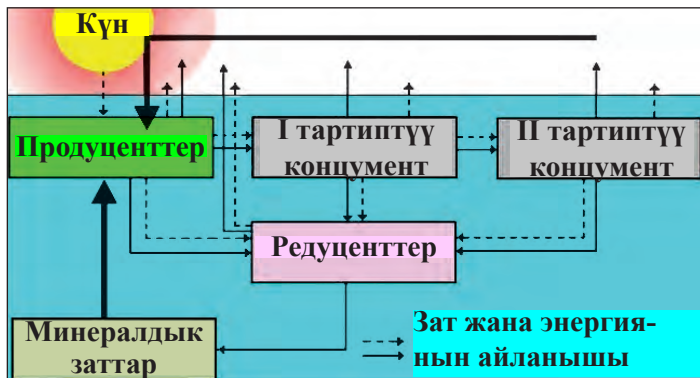 Күн
Продуценттер
I тартиптүү
концумент
II тартиптүү
концумент
Редуценттер
Минералдык
заттар
Зат жана энергия-
нын айланышы